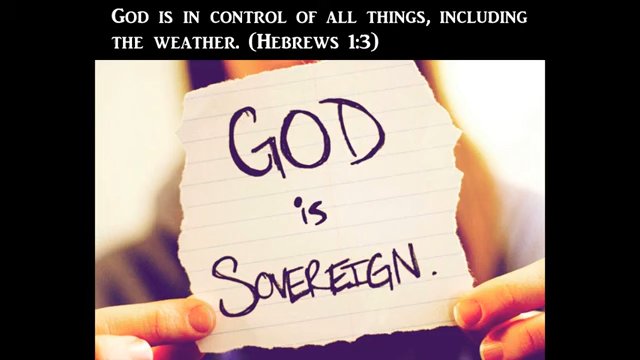 God is in control of all things, including
the weather. (Hebrews 1:3)
GOD
is
SOVEREIGN.